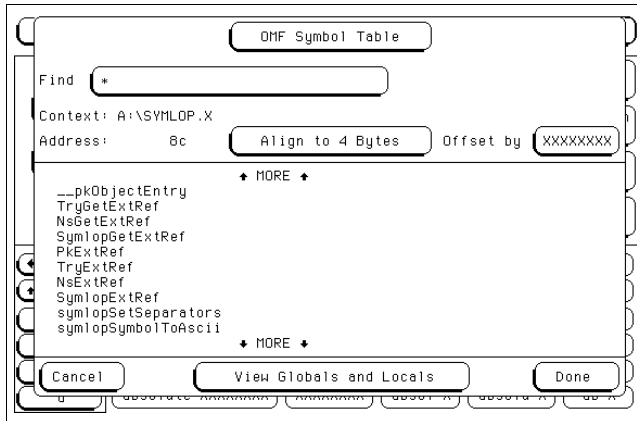 OMF Symbol Table
Find *
Context: A:\SYMLOP.X
Address: 8c Align to 4 Bytes Offset by XXXXXXXX
MORE
__pkObjectEntry
TryGetExtRef
NsGetExtRef
SymlopGetExtRef
PkExtRef
TryExtRef
NsExtRef
SymlopExtRef
symlopSetSeparators
symlopSymbolToAscii
MORE
Cancel View Globals and Locals Done